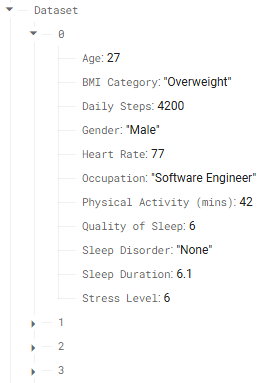 Dataset
0
Age: 27
BMI Category: "Overweight"
Daily Steps: 4200
Gender: "Male"
Heart Rate: 77
Occupation: "Software Engineer"
Physical Activity (mins): 42
Quality of Sleep: 6
Sleep Disorder: "None"
Sleep Duration: 6.1
Stress Level: 6
1
2
3